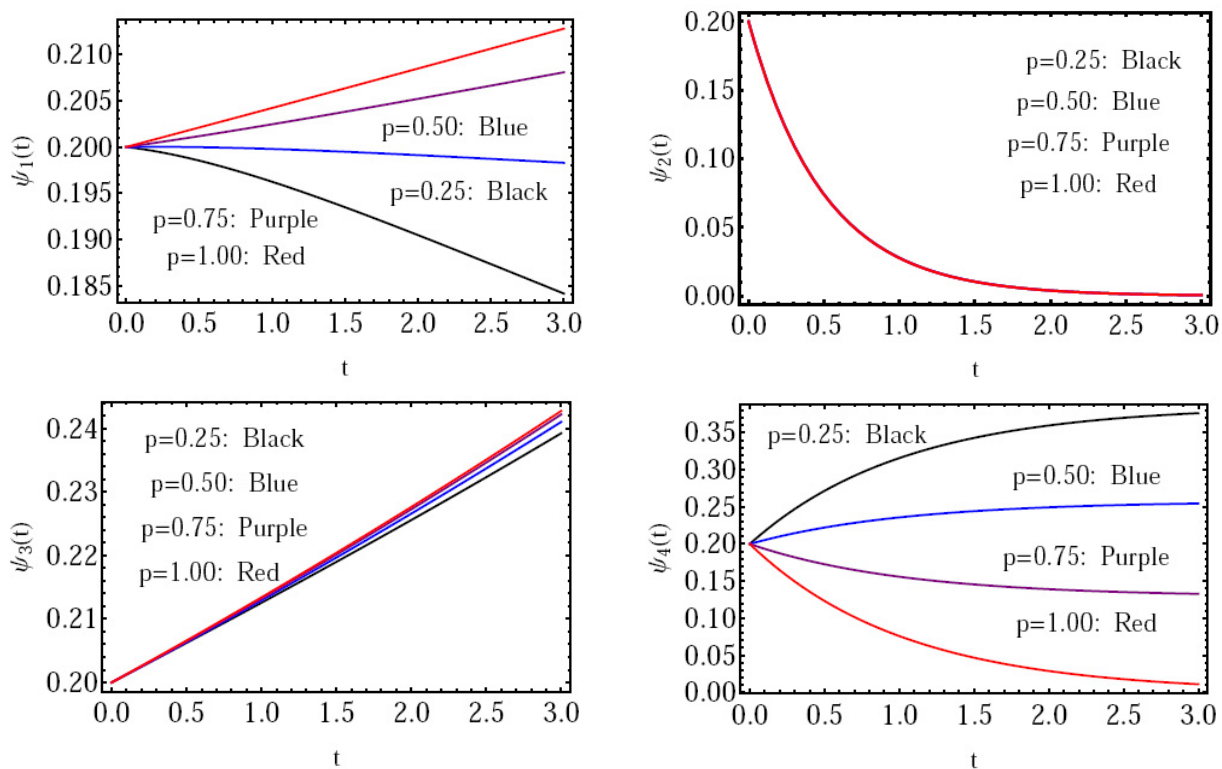 0.210
0.205
0.200
0.195
0.190
0.185
ψ1(t)
p=0.50: Blue
p=0.25: Black
p=0.75: Purple
p=1.00: Red
0.0 0.5 1.0 1.5 2.0 2.5 3.0
t
0.20
0.15
0.10
0.05
0.00
ψ2(t)
p=0.25: Black
p=0.50: Blue
p=0.75: Purple
p=1.00: Red
0.0 0.5 1.0 1.5 2.0 2.5 3.0
t
0.24
0.23
0.22
0.21
0.20
ψ3(t)
p=0.25: Black
p=0.50: Blue
p=0.75: Purple
p=1.00: Red
0.0 0.5 1.0 1.5 2.0 2.5 3.0
t
0.35
0.30
0.25
0.20
0.15
0.10
0.05
0.00
ψ4(t)
p=0.25: Black
p=0.50: Blue
p=0.75: Purple
p=1.00: Red
0.0 0.5 1.0 1.5 2.0 2.5 3.0
t